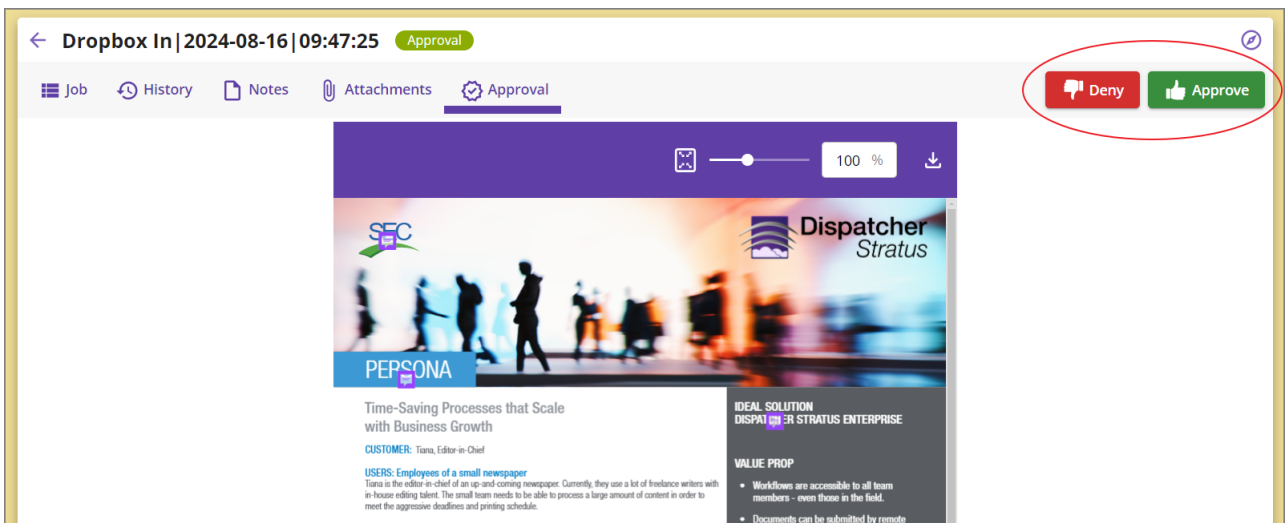 Dropbox In|2024-08-16|09:47:25 Approval
Job History Notes Attachments Approval Deny Approve
100 %
SEC
Dispatcher
Stratus
PERSONA
Time-Saving Processes that Scale
with Business Growth
CUSTOMER: Tiana, Editor-in-Chief
USERS: Employees of a small newspaper
Tiana is the editor-in-chief of an up-and-coming newspaper. Currently, they use a lot of freelance writers with
in-house editing talent. The small team needs to be able to process a large amount of content in order to
meet the aggressive deadlines and printing schedule.
IDEAL SOLUTION
DISPATCHER STRATUS ENTERPRISE
VALUE PROP
• Workflows are accessible to all team
members - even those in the field.
• Documents can be submitted by remote